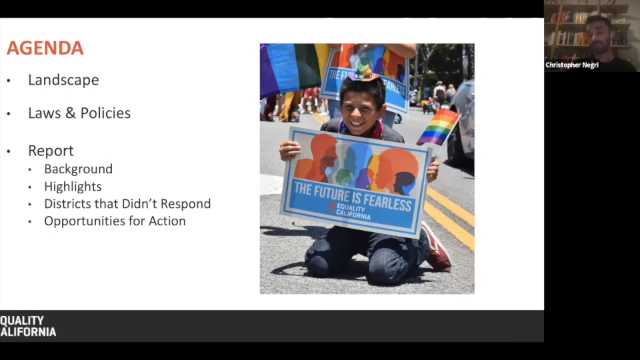 AGENDA
• Landscape
• Laws & Policies
• Report
• Background
• Highlights
• Districts that Didn't Respond
• Opportunities for Action
THE FUTURE IS FEARLESS
EQUALITY
CALIFORNIA
QUALITY
ALIFORNIA
Christopher Negri